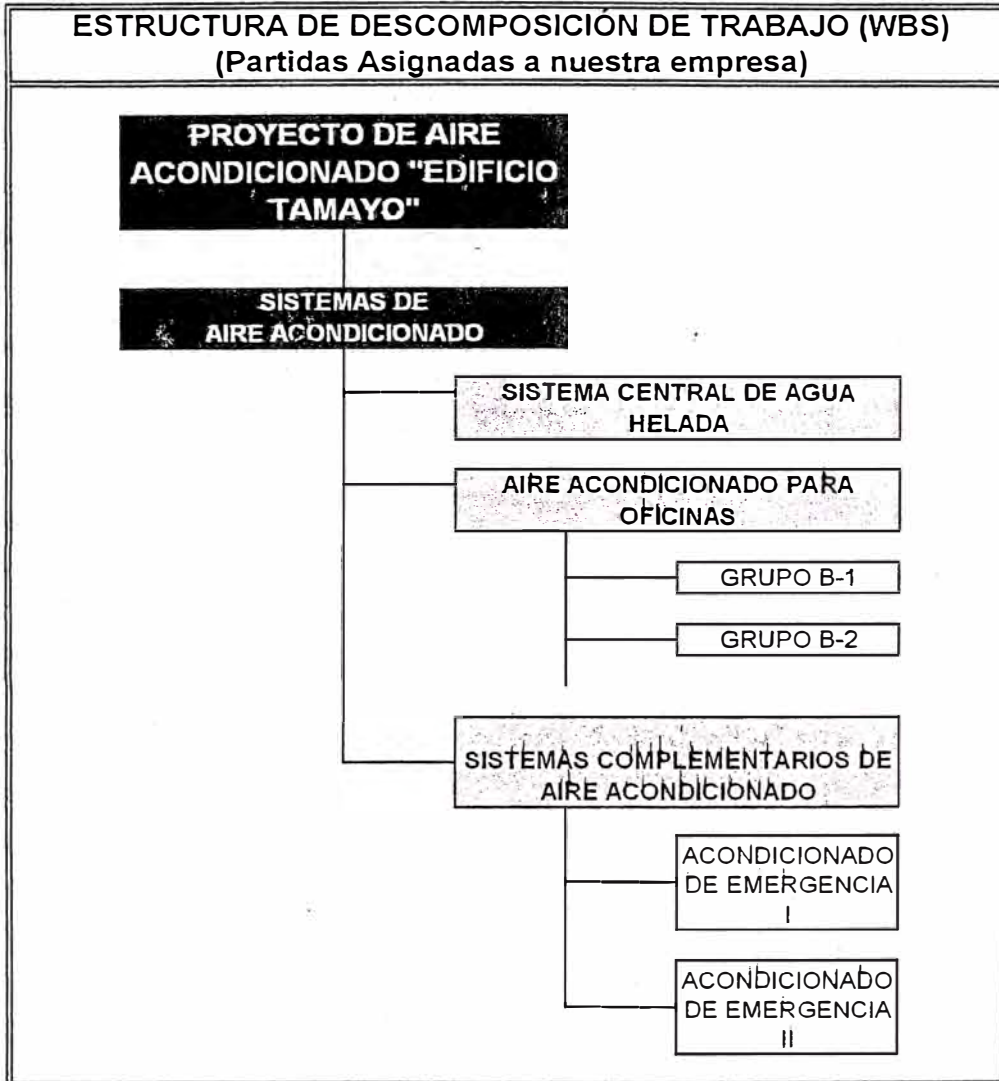 ESTRUCTURA DE DESCOMPOSICIÓN DE TRABAJO (WBS)
(Partidas Asignadas a nuestra empresa)
PROYECTO DE AIRE
ACONDICIONADO "EDIFICIO
TAMAYO"
SISTEMAS DE
AIRE ACONDICIONADO
SISTEMA CENTRAL DE AGUA
HELADA
AIRE ACONDICIONADO PARA
OFICINAS
GRUPO B-1
GRUPO B-2
SISTEMAS COMPLEMENTARIOS DE
AIRE ACONDICIONADO
ACONDICIONADO
DE EMERGENCIA
I
ACONDICIONADO
DE EMERGENCIA
II